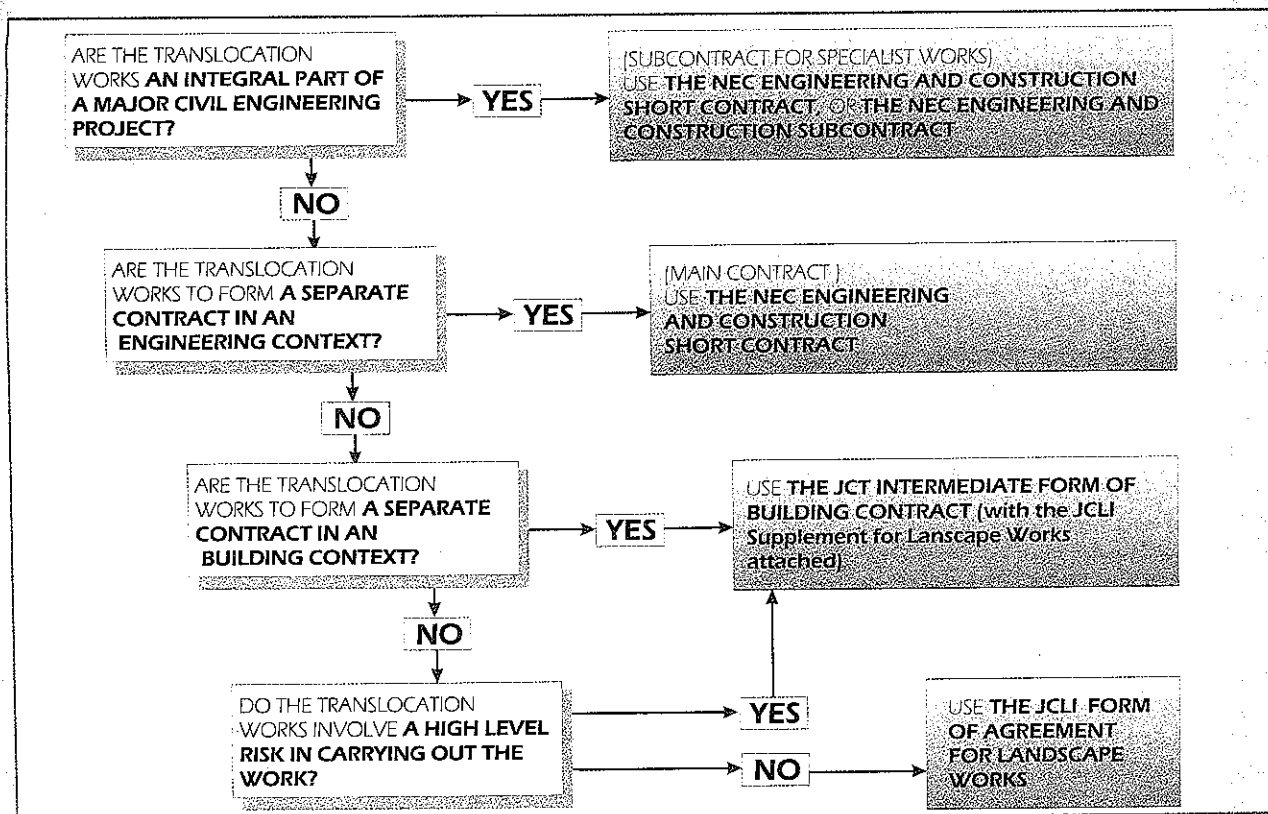 ARE THE TRANSLOCATION
WORKS AN INTEGRAL PART OF
A MAJOR CIVIL ENGINEERING
PROJECT?
YES
(SUBCONTRACT FOR SPECIALIST WORKS)
USE THE NEC ENGINEERING AND CONSTRUCTION
SHORT CONTRACT, OR THE NEC ENGINEERING AND
CONSTRUCTION SUBCONTRACT
NO
ARE THE TRANSLOCATION
WORKS TO FORM A SEPARATE
CONTRACT IN AN
ENGINEERING CONTEXT?
YES
(MAIN CONTRACT )
USE THE NEC ENGINEERING
AND CONSTRUCTION
SHORT CONTRACT
NO
ARE THE TRANSLOCATION
WORKS TO FORM A SEPARATE
CONTRACT IN AN
BUILDING CONTEXT?
YES
USE THE JCT INTERMEDIATE FORM OF
BUILDING CONTRACT (with the JCLI
Supplement for Lanscape Works
attached)
NO
DO THE TRANSLOCATION
WORKS INVOLVE A HIGH LEVEL
RISK IN CARRYING OUT THE
WORK?
YES
NO
USE THE JCLI FORM
OF AGREEMENT
FOR LANDSCAPE
WORKS